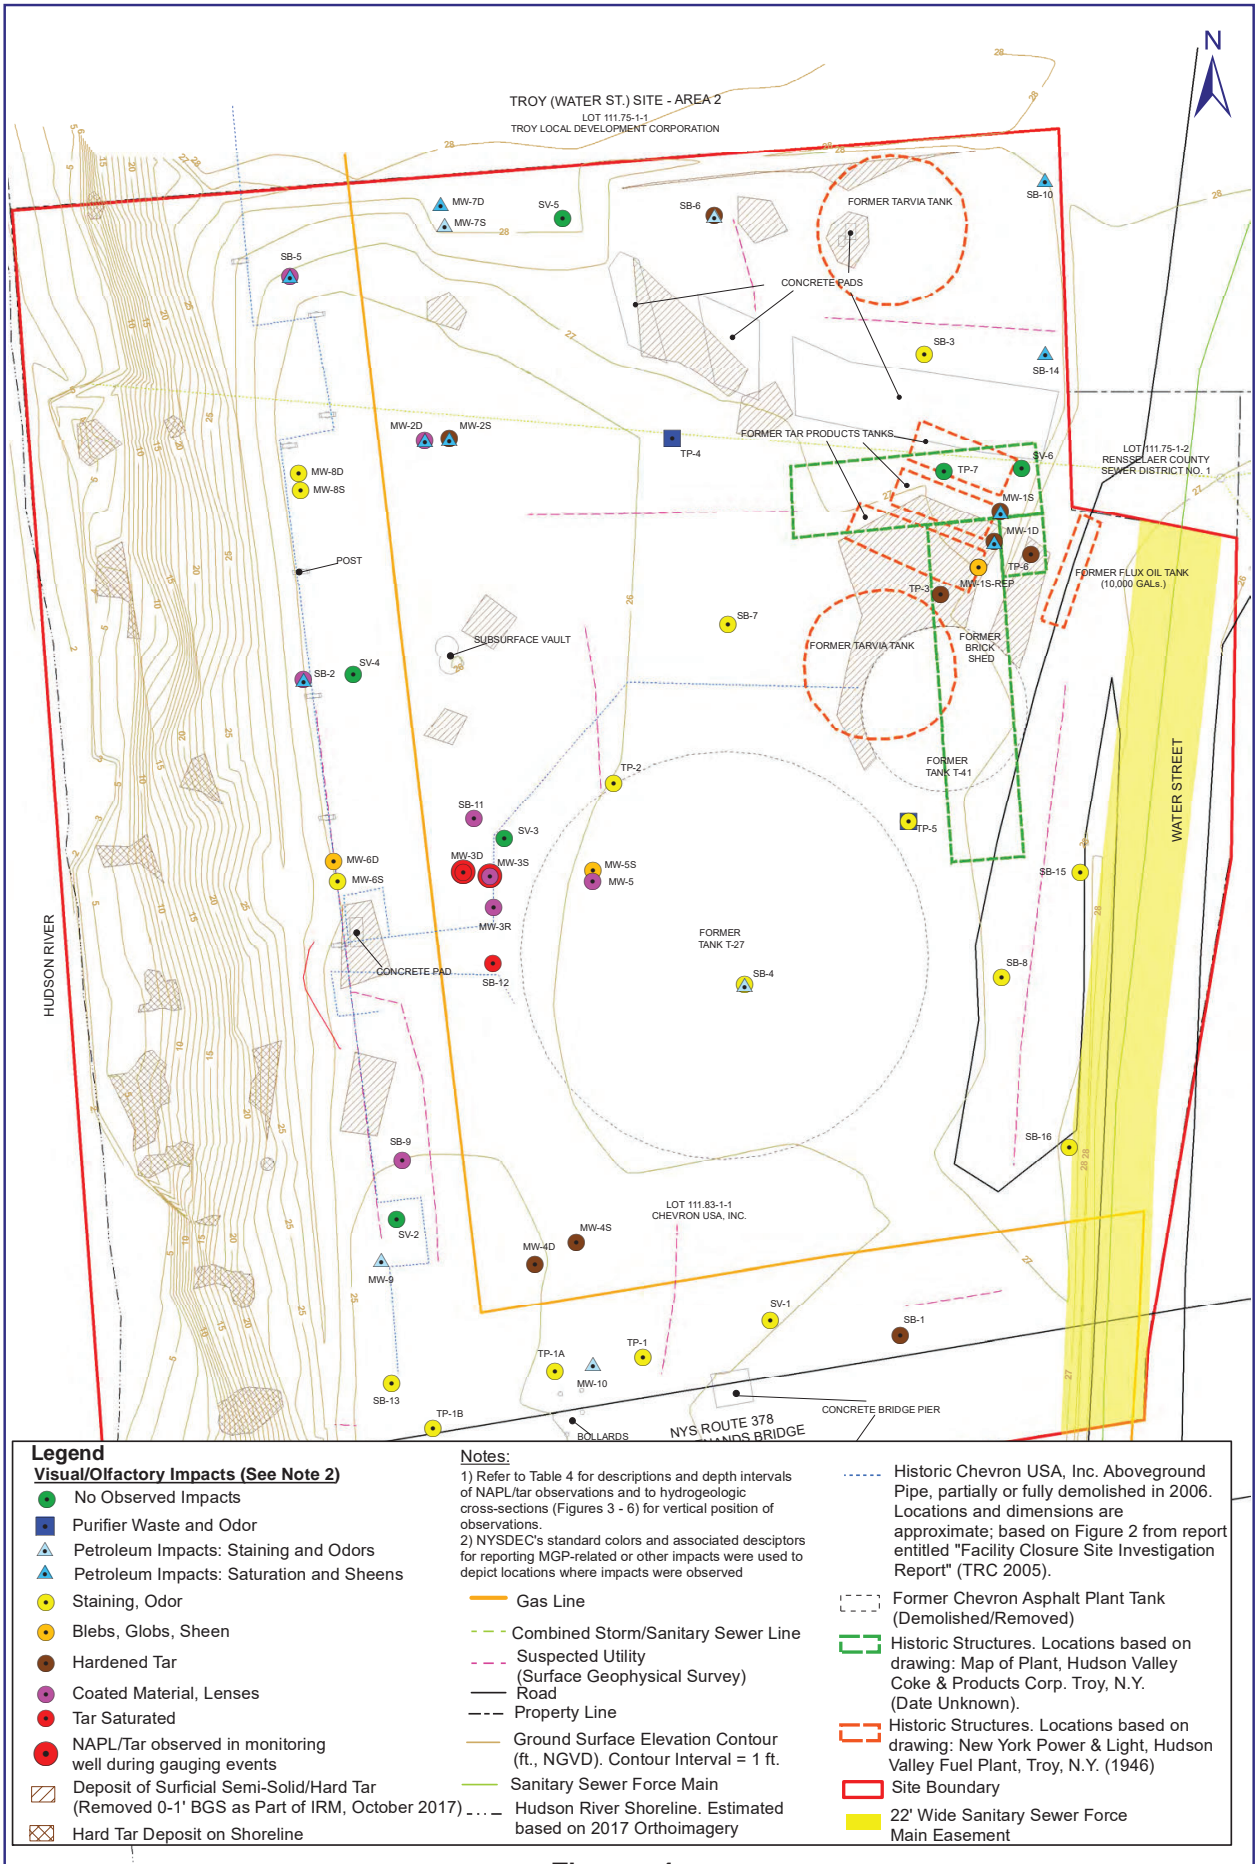 N
28
28
TROY (WATER ST.) SITE - AREA 2
LOT 111.75-1-1
TROY LOCAL DEVELOPMENT CORPORATION
28
28
28
MW-7D
MW-7S
SV-5
28
SB-6
FORMER TARVIA TANK
SB-10
28
SB-5
CONCRETE PADS
27
SB-3
SB-14
MW-2D
MW-2S
TP-4
FORMER TAR PRODUCTS TANKS
LOT 111.75-1-2
RENSSELAER COUNTY
SEWER DISTRICT NO. 1
SV-6
TP-7
MW-8D
MW-8S
27
27
MW-1S
MW-1D
TP-6
POST
MW-1S-REP
FORMER FLUX OIL TANK
(10,000 GALs.)
26
TP-3
26
SB-7
SUBSURFACE VAULT
26
FORMER TARVIA TANK
FORMER
BRICK
SHED
SB-2
SV-4
WATER STREET
TP-2
FORMER
TANK T-41
SB-11
SV-3
TP-5
MW-6D
MW-6S
MW-3D
MW-3S
MW-5S
MW-5
SB-15
MW-3R
HUDSON RIVER
FORMER
TANK T-27
28
CONCRETE PAD
SB-12
SB-4
SB-8
SB-9
SB-16
28
28
LOT 111.83-1-1
CHEVRON USA, INC.
SV-2
MW-4S
MW-4D
MW-9
27
SV-1
SB-1
TP-1
TP-1A
MW-10
SB-13
27
TP-1B
BOLLARDS
CONCRETE BRIDGE PIER
NYS ROUTE 378
Legend
Visual/Olfactory Impacts (See Note 2)
No Observed Impacts
Purifier Waste and Odor
Petroleum Impacts: Staining and Odors
Petroleum Impacts: Saturation and Sheens
Staining, Odor
Blebs, Globs, Sheen
Hardened Tar
Coated Material, Lenses
Tar Saturated
NAPL/Tar observed in monitoring
well during gauging events
Deposit of Surficial Semi-Solid/Hard Tar
(Removed 0-1' BGS as Part of IRM, October 2017)
Hard Tar Deposit on Shoreline
Notes:
1) Refer to Table 4 for descriptions and depth intervals
of NAPL/tar observations and to hydrogeologic
cross-sections (Figures 3 - 6) for vertical position of
observations.
2) NYSDEC's standard colors and associated desciptors
for reporting MGP-related or other impacts were used to
depict locations where impacts were observed
Gas Line
Combined Storm/Sanitary Sewer Line
Suspected Utility
(Surface Geophysical Survey)
Road
Property Line
Ground Surface Elevation Contour
(ft., NGVD). Contour Interval = 1 ft.
Sanitary Sewer Force Main
Hudson River Shoreline. Estimated
based on 2017 Orthoimagery
Historic Chevron USA, Inc. Aboveground
Pipe, partially or fully demolished in 2006.
Locations and dimensions are
approximate; based on Figure 2 from report
entitled "Facility Closure Site Investigation
Report" (TRC 2005).
Former Chevron Asphalt Plant Tank
(Demolished/Removed)
Historic Structures. Locations based on
drawing: Map of Plant, Hudson Valley
Coke & Products Corp. Troy, N.Y.
(Date Unknown).
Historic Structures. Locations based on
drawing: New York Power & Light, Hudson
Valley Fuel Plant, Troy, N.Y. (1946)
Site Boundary
22' Wide Sanitary Sewer Force
Main Easement